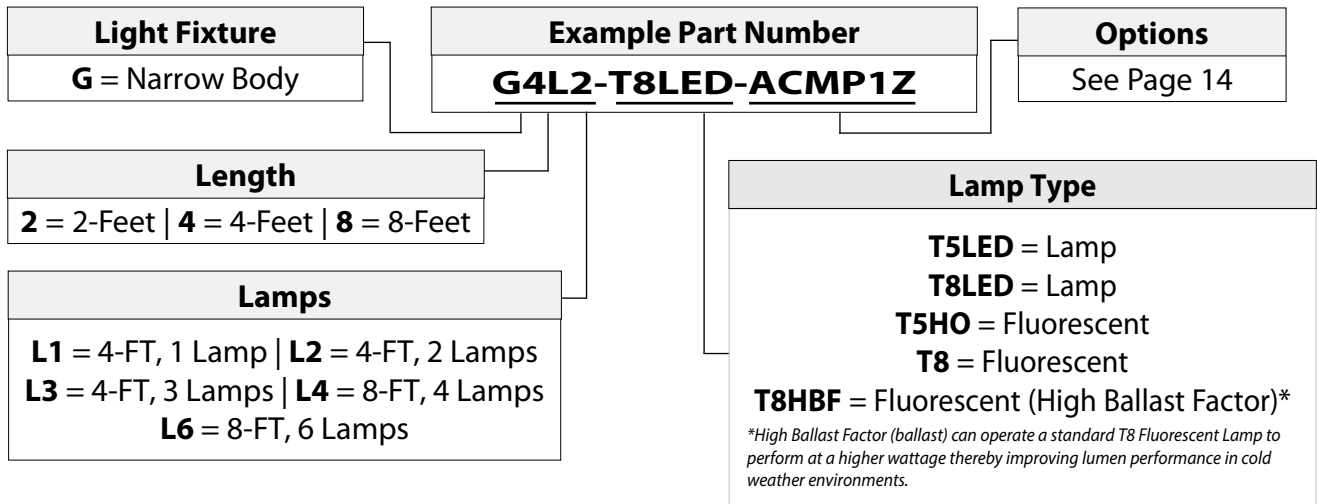 Light Fixture
G = Narrow Body
Example Part Number
G4L2-T8LED-ACMP1Z
Options
See Page 14
Length
2 = 2-Feet | 4 = 4-Feet | 8 = 8-Feet
Lamps
L1 = 4-FT, 1 Lamp | L2 = 4-FT, 2 Lamps
L3 = 4-FT, 3 Lamps | L4 = 8-FT, 4 Lamps
L6 = 8-FT, 6 Lamps
Lamp Type
T5LED = Lamp
T8LED = Lamp
T5HO = Fluorescent
T8 = Fluorescent
T8HBF = Fluorescent (High Ballast Factor)*
*High Ballast Factor (ballast) can operate a standard T8 Fluorescent Lamp to
perform at a higher wattage thereby improving lumen performance in cold
weather environments.